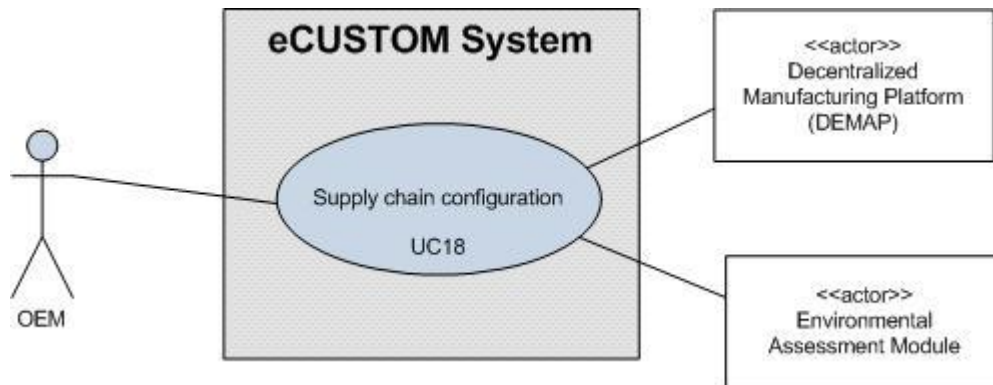 eCUSTOM System
<<actor>>
Decentralized
Manufacturing Platform
(DEMAP)
Supply chain configuration
UC18
OEM
<<actor>>
Environmental
Assessment Module